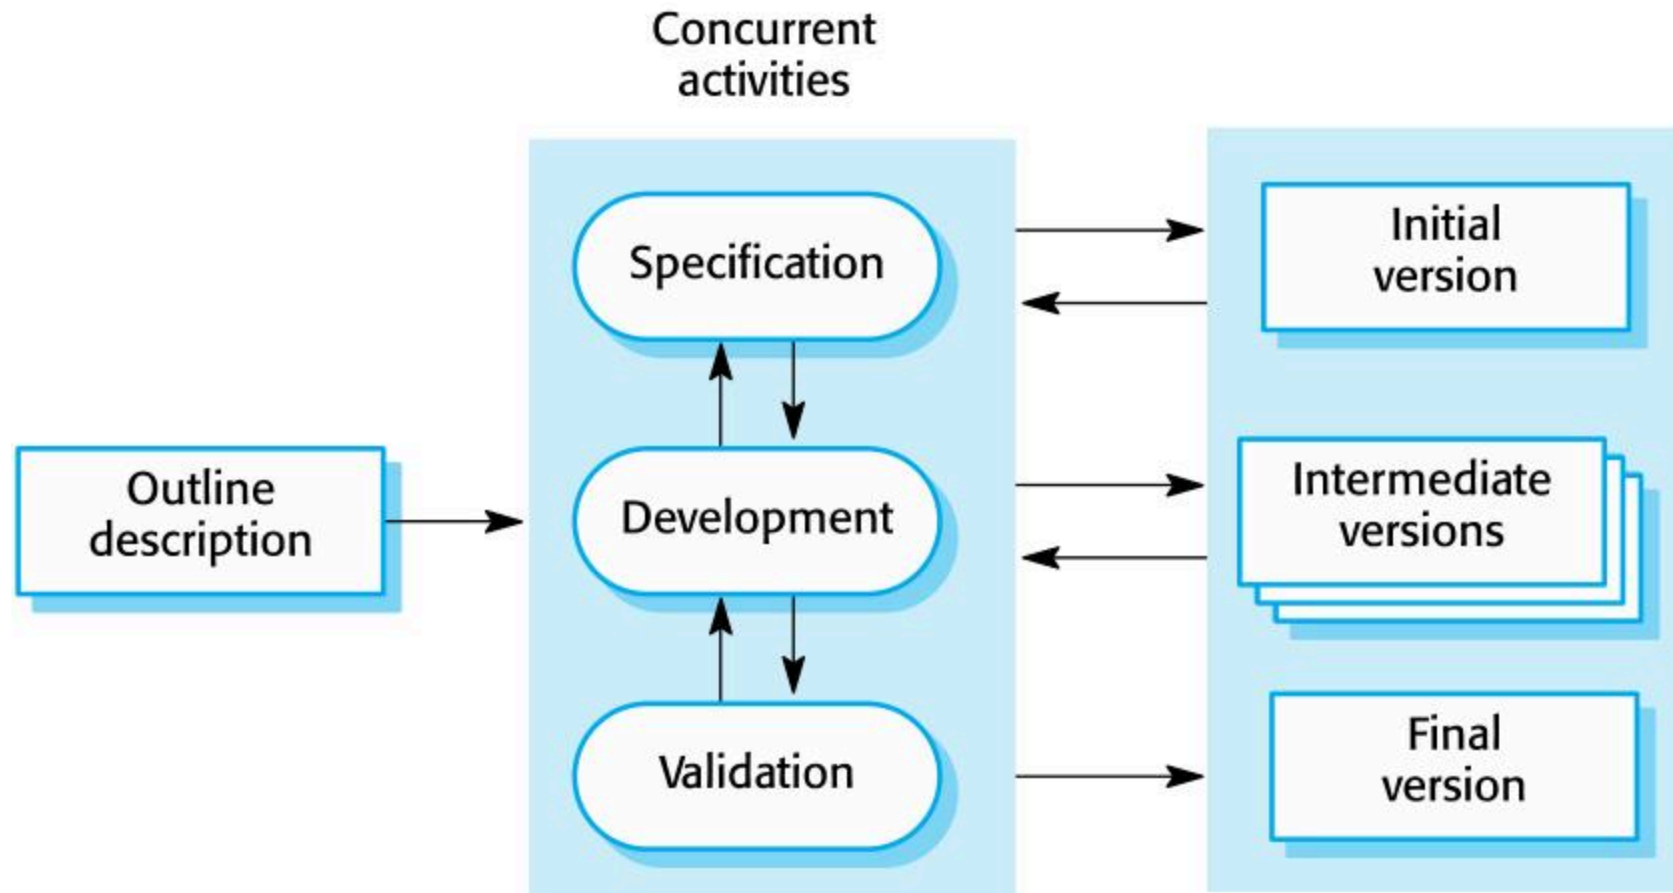 Concurrent
activities
Outline
description
Specification
Development
Validation
Initial
version
Intermediate
versions
Final
version